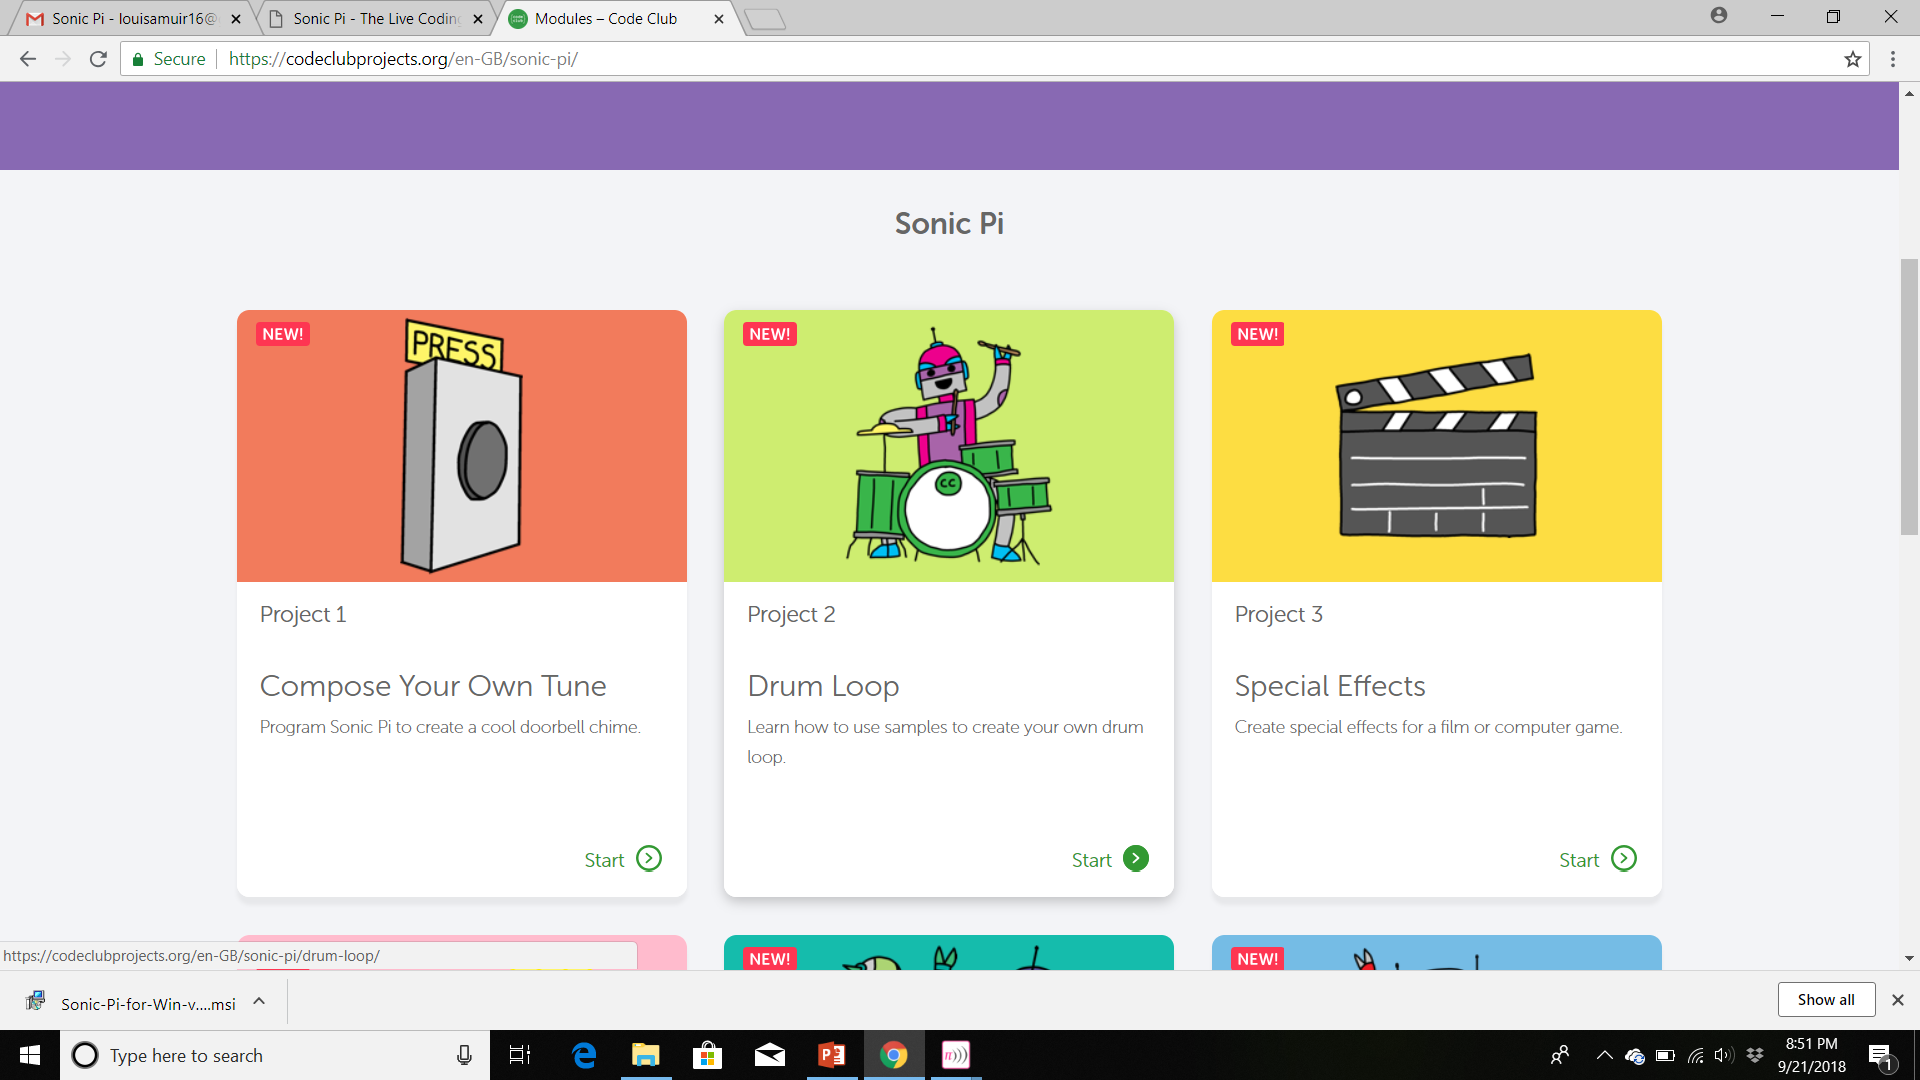 Sonic Pi - louisamuir16@
Sonic Pi - The Live Coding
Modules – Code Club
Secure
https://codeclubprojects.org/en-GB/sonic-pi/
Sonic Pi
NEW!
PRESS
NEW!
CC
NEW!
Project 1
Project 2
Project 3
Compose Your Own Tune
Drum Loop
Special Effects
Program Sonic Pi to create a cool doorbell chime.
Learn how to use samples to create your own drum
loop.
Create special effects for a film or computer game.
Start
Start
Start
NEW!
NEW!
https://codeclubprojects.org/en-GB/sonic-pi/drum-loop/
Sonic-Pi-for-Win-v....msi
Show all
Type here to search
8:51 PM
9/21/2018
1